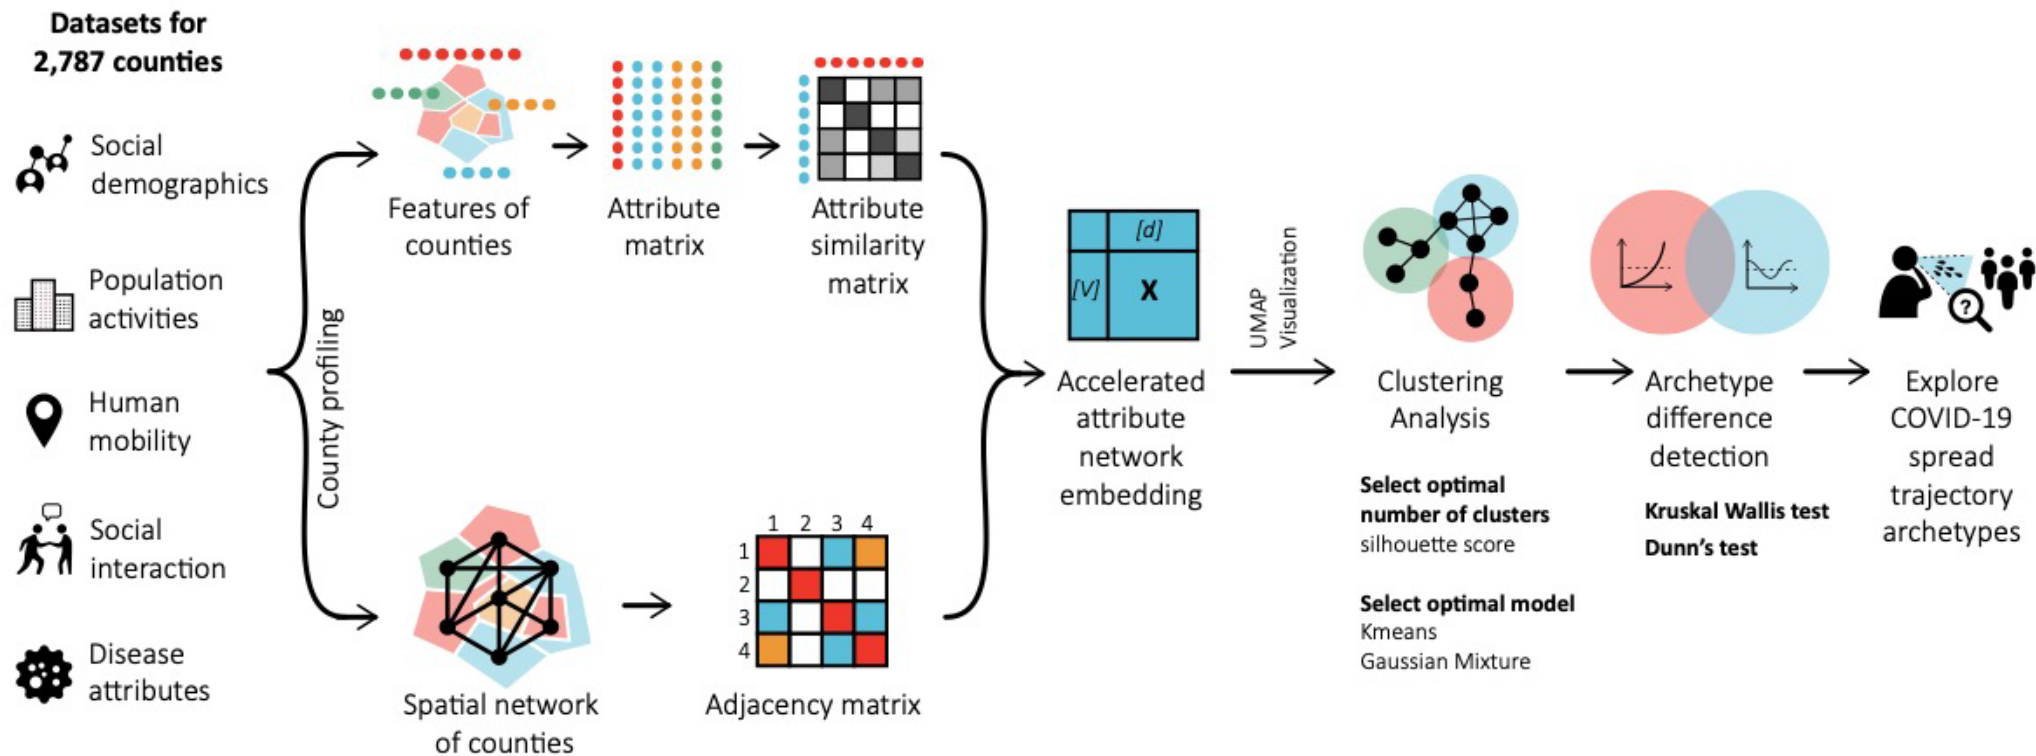 Datasets for
2,787 counties
Social
demographics
Population
activities
Human
mobility
Social
interaction
Disease
attributes
County profiling
Features of
counties
Attribute
matrix
Attribute
similarity
matrix
Spatial network
of counties
1 2 3 4
1
2
3
4
Adjacency matrix
[d]
[V] X
Accelerated
attribute
network
embedding
UMAP
Visualization
Clustering
Analysis
Select optimal
number of clusters
silhouette score
Select optimal model
Kmeans
Gaussian Mixture
Archetype
difference
detection
Kruskal Wallis test
Dunn's test
?
Explore
COVID-19
spread
trajectory
archetypes